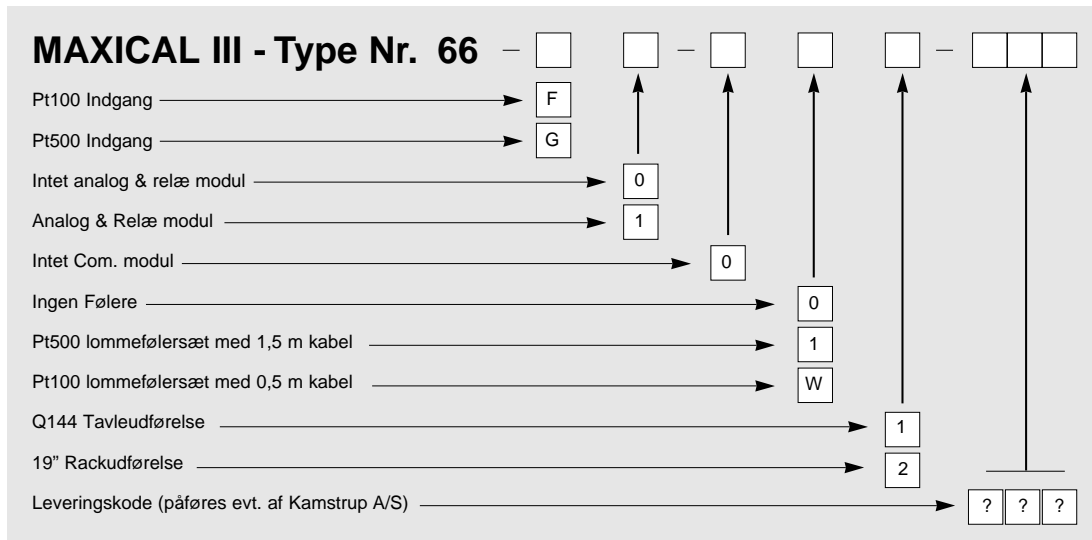 MAXICAL III - Type Nr. 66 - - -
Pt100 Indgang F
Pt500 Indgang G
Intet analog & relæ modul 0
Analog & Relæ modul 1
Intet Com. modul 0
Ingen Følere 0
Pt500 lommefølersæt med 1,5 m kabel 1
Pt100 lommefølersæt med 0,5 m kabel W
Q144 Tavleudførelse 1
19” Rackudførelse 2
Leveringskode (påføres evt. af Kamstrup A/S) ? ? ?